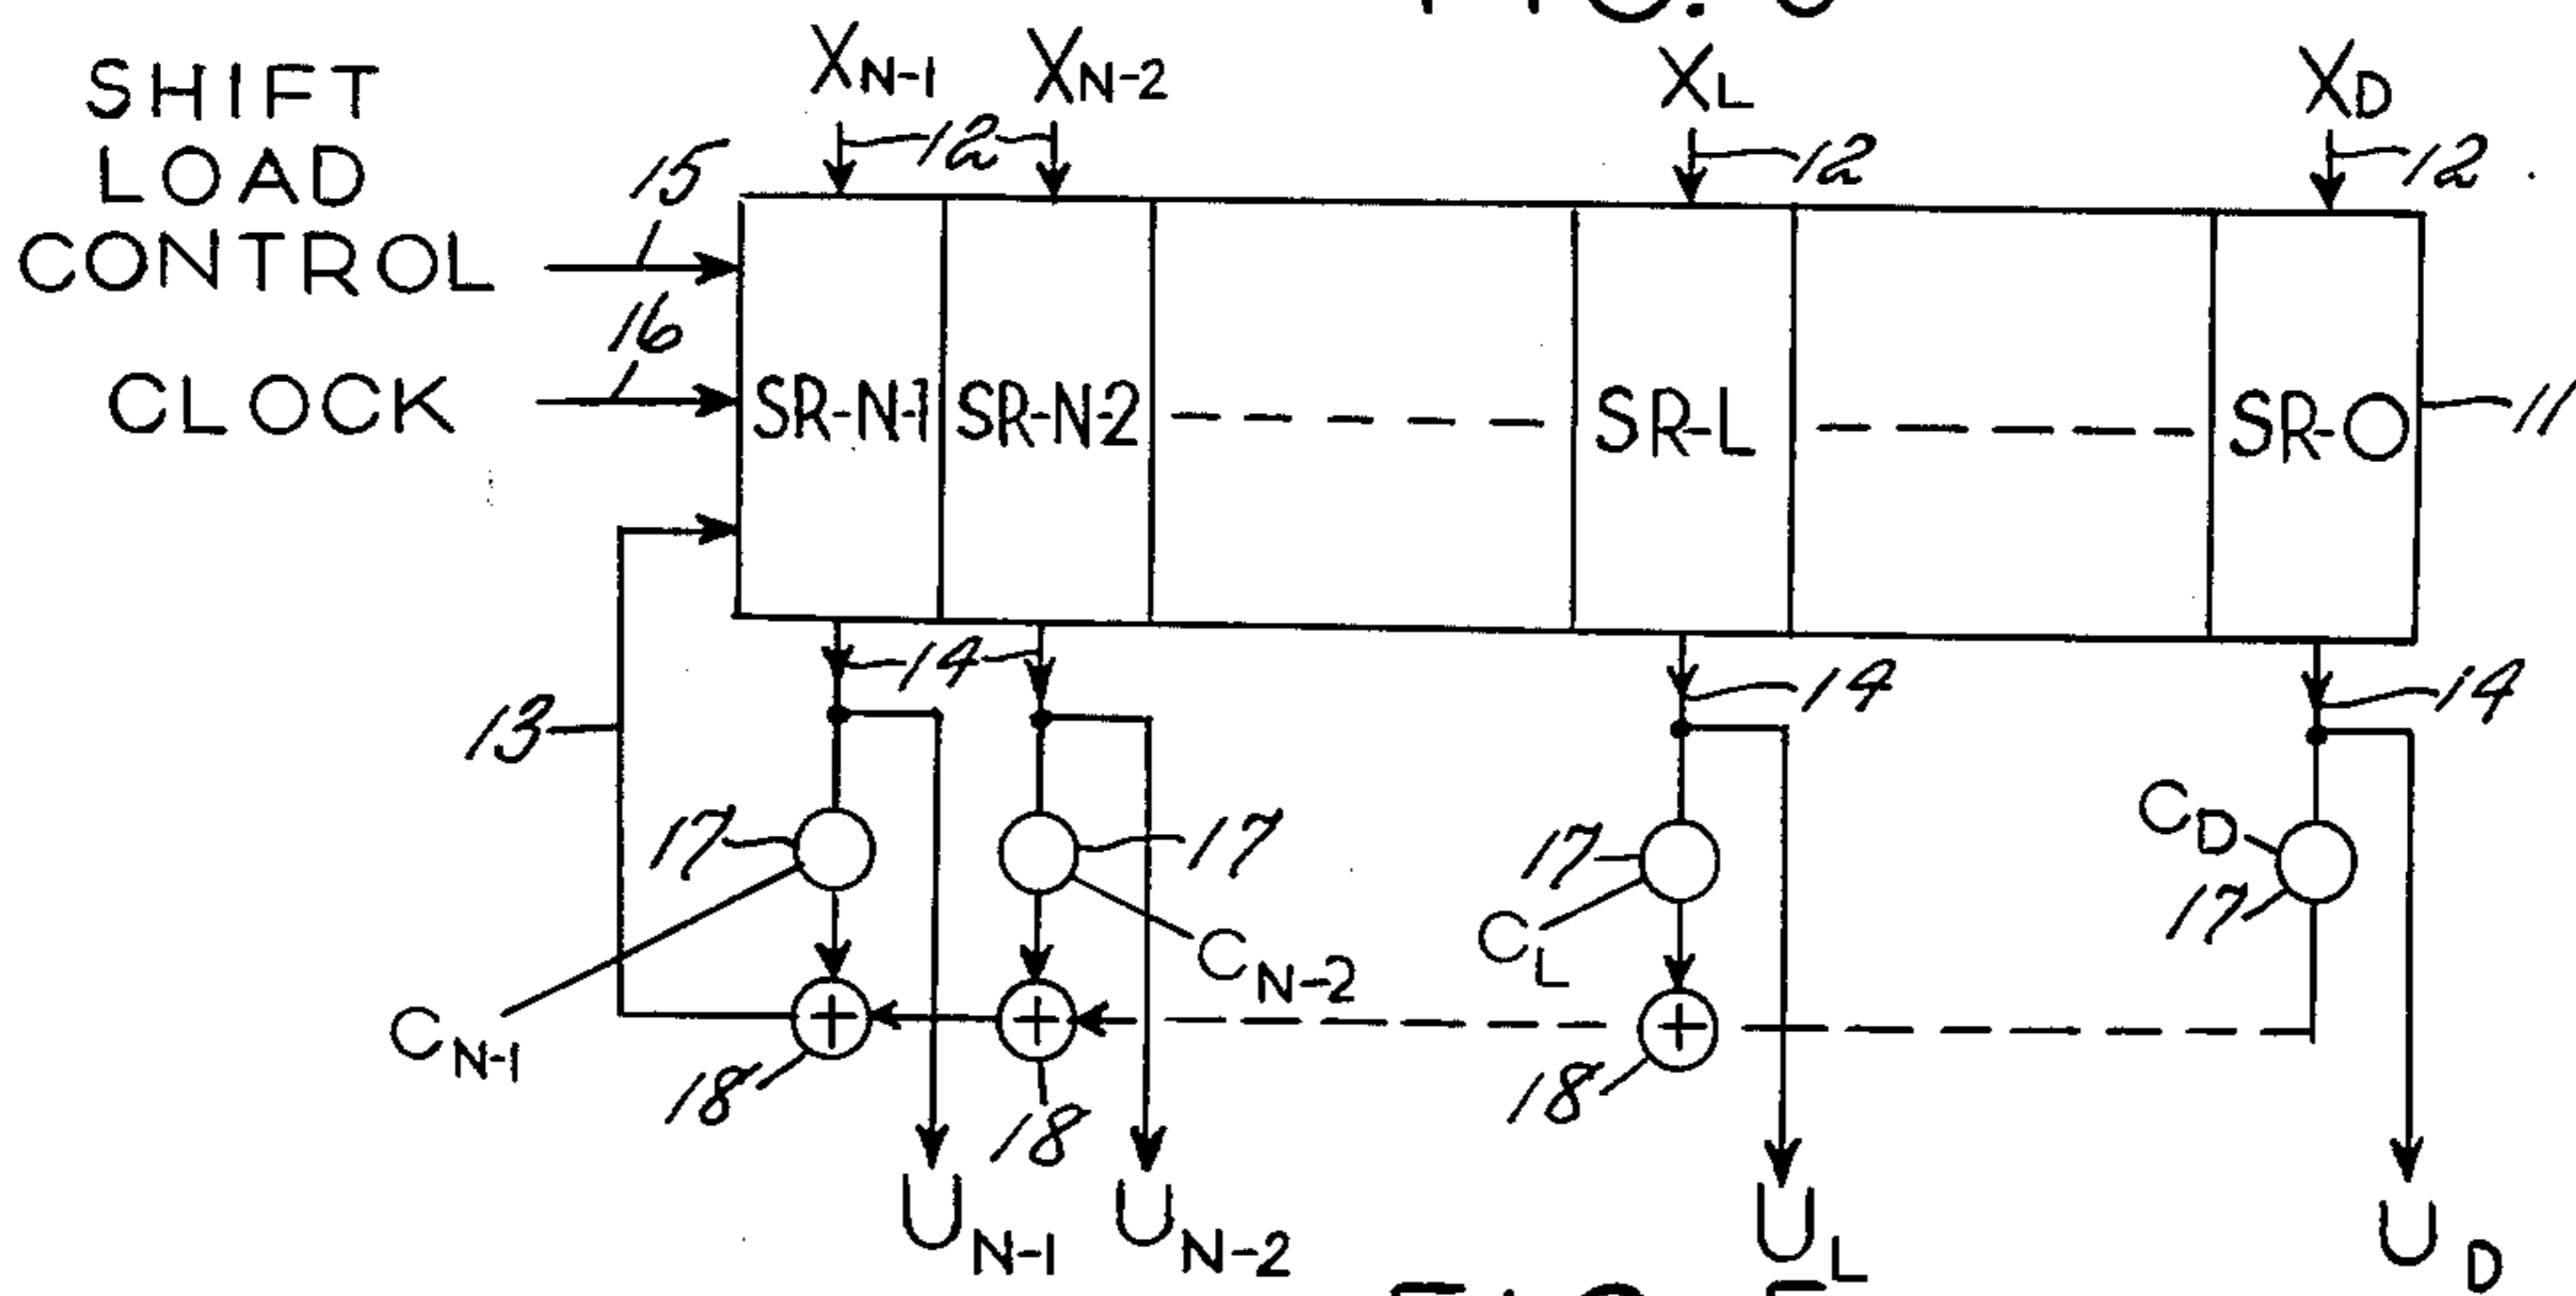 X_{N-1} X_{N-2} X_L X_D
SHIFT
LOAD
CONTROL
12 12 12
15
16
CLOCK
SR-N-1 SR-N-2 SR-L SR-O
11
14 14 14
13
17 17 17 17
C_{N-1} C_{N-2} C_L C_D
18 18 18
U_{N-1} U_{N-2} U_L U_D